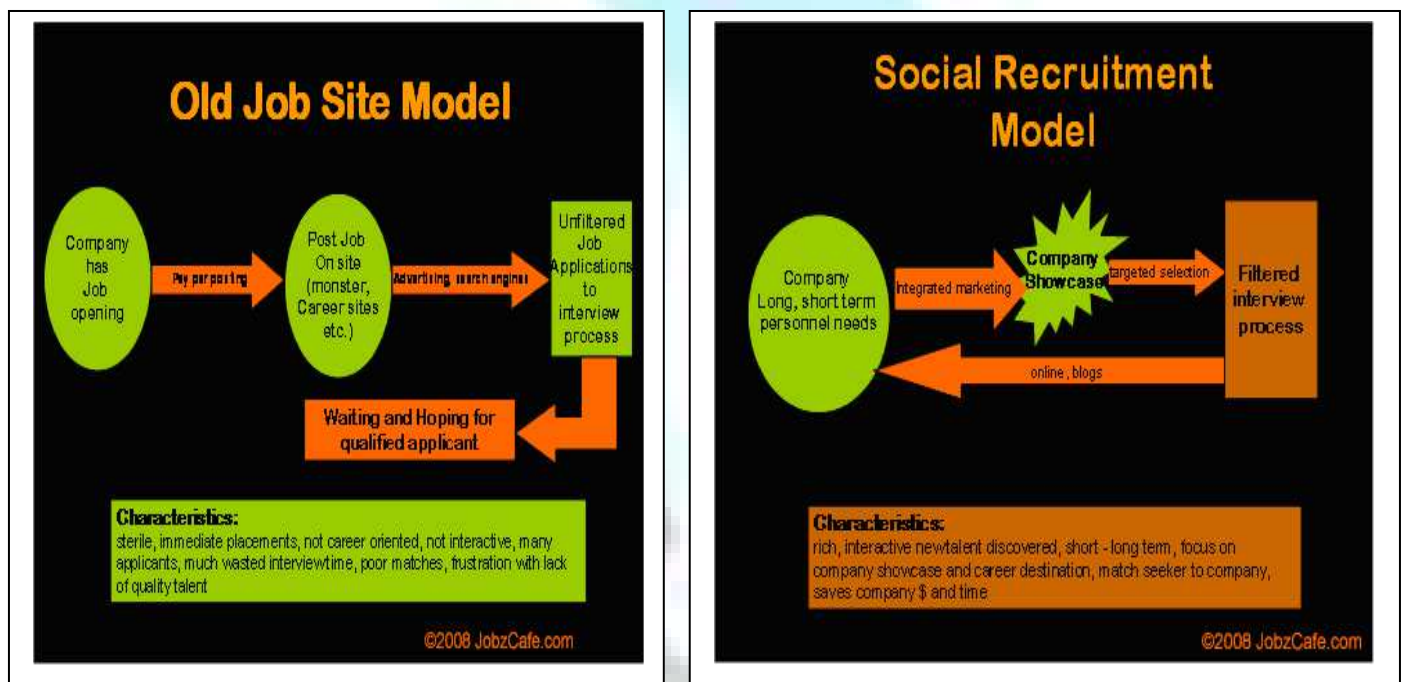 Old Job Site Model
Company
has
Job
opening
Pay per posting
Post Job
On site
(monster,
Career sites
etc.)
Advertising, search engines
Unfiltered
Job
Applications
to
interview
process
Waiting and Hoping for
qualified applicant
Characteristics:
sterile, immediate placements, not career oriented, not interactive, many
applicants, much wasted interviewtime, poor matches, frustration with lack
of quality talent
©2008 JobzCafe.com
Social Recruitment
Model
Company
Long, short term
personnel needs
Integrated marketing
Company
Showcase
targeted selection
Filtered
interview
process
online, blogs
Characteristics:
rich, interactive newtalent discovered, short - long term, focus on
company showcase and career destination, match seeker to company,
saves company $ and time
©2008 JobzCafe.com